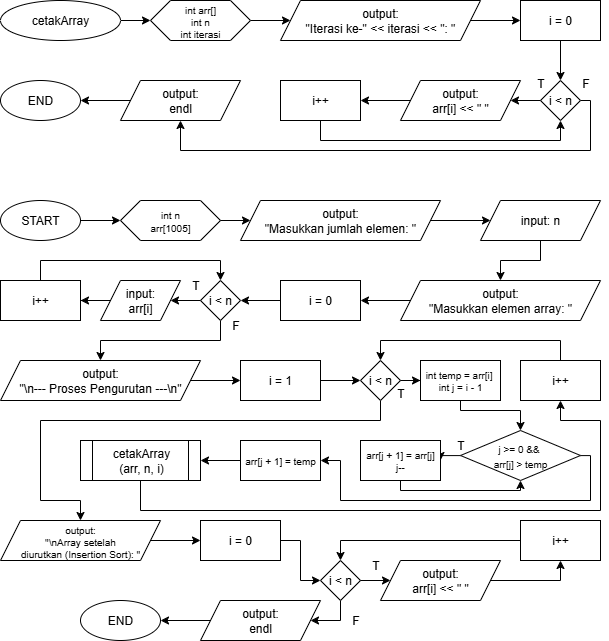 cetakArray
int arr[]
int n
int iterasi
output:
"Iterasi ke-" << iterasi << ": "
i = 0
END
output:
endl
i++
output:
arr[i] << " "
T
i < n
F
START
int n
arr[1005]
output:
"Masukkan jumlah elemen: "
input: n
i++
input:
arr[i]
T
i < n
F
i = 0
output:
"Masukkan elemen array: "
output:
"\n--- Proses Pengurutan ---\n"
i = 1
i < n
T
int temp = arr[i]
int j = i - 1
i++
cetakArray
(arr, n, i)
arr[j + 1] = temp
arr[j + 1] = arr[j]
j--
T
j >= 0 &&
arr[j] > temp
output:
"\nArray setelah
diurutkan (Insertion Sort): "
i = 0
i < n
T
F
output:
arr[i] << " "
i++
END
output:
endl